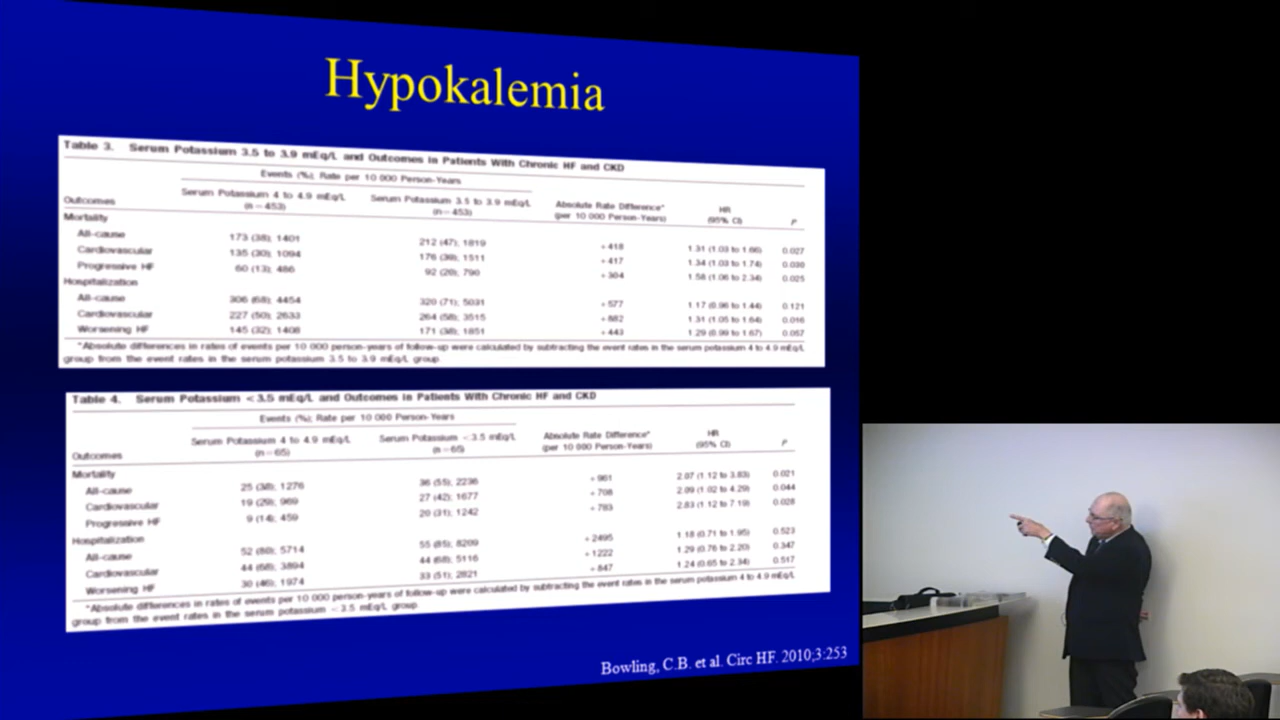 Hypokalemia
Table 3. Serum Potassium 3.5 to 3.9 mEq/L and Outcomes in Patients With Chronic HF and CKD
Events (%); Rate per 10 000 Person-Years
Outcomes Serum Potassium 4 to 4.9 mEq/L (n=453) Serum Potassium 3.5 to 3.9 mEq/L (n=453) Absolute Rate Difference* (per 10 000 Person-Years) HR (95% CI) P
Mortality
All-cause 173 (38); 1401 212 (47); 1819 +418 1.31 (1.03 to 1.66) 0.027
Cardiovascular 135 (30); 1094 176 (39); 1511 +417 1.34 (1.03 to 1.74) 0.030
Progressive HF 60 (13); 486 92 (20); 790 +304 1.58 (1.06 to 2.34) 0.025
Hospitalization
All-cause 306 (68); 4454 320 (71); 5031 +577 1.17 (0.96 to 1.44) 0.121
Cardiovascular 227 (50); 2633 264 (58); 3515 +882 1.31 (1.05 to 1.64) 0.016
Worsening HF 145 (32); 1408 171 (38); 1851 +443 1.29 (0.99 to 1.67) 0.057
*Absolute differences in rates of events per 10 000 person-years of follow-up were calculated by subtracting the event rates in the serum potassium 4 to 4.9 mEq/L
group from the event rates in the serum potassium 3.5 to 3.9 mEq/L group
Table 4. Serum Potassium <3.5 mEq/L and Outcomes in Patients With Chronic HF and CKD
Events (%); Rate per 10 000 Person-Years
Outcomes Serum Potassium 4 to 4.9 mEq/L (n=65) Serum Potassium <3.5 mEq/L (n=65) Absolute Rate Difference* (per 10 000 Person-Years) HR (95% CI) P
Mortality
All-cause 25 (38); 1276 36 (55); 2236 +961 2.07 (1.12 to 3.83) 0.021
Cardiovascular 19 (29); 969 27 (42); 1677 +708 2.09 (1.02 to 4.29) 0.044
Progressive HF 9 (14); 459 20 (31); 1242 +783 2.83 (1.12 to 7.19) 0.028
Hospitalization
All-cause 52 (80); 5714 55 (85); 8209 +2495 1.18 (0.71 to 1.95) 0.523
Cardiovascular 44 (68); 3894 44 (68); 5116 +1222 1.29 (0.76 to 2.20) 0.347
Worsening HF 30 (46); 1974 33 (51); 2821 +847 1.24 (0.65 to 2.34) 0.517
*Absolute differences in rates of events per 10 000 person-years of follow-up were calculated by subtracting the event rates in the serum potassium 4 to 4.9 mEq/L
group from the event rates in the serum potassium <3.5 mEq/L group
Bowling, C.B. et al. Circ HF. 2010;3:253